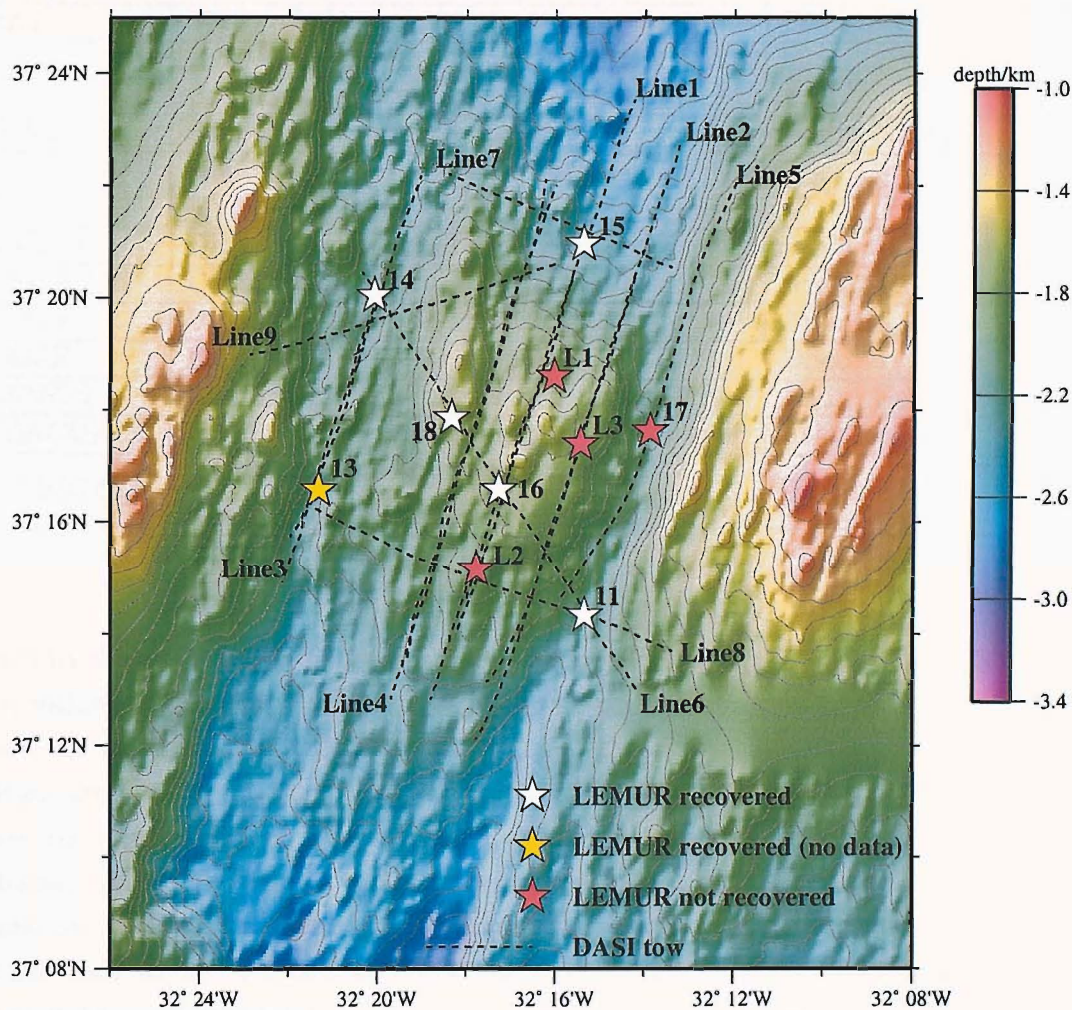 37° 24'N
37° 20'N
37° 16'N
37° 12'N
37° 08'N
32° 24'W
32° 20'W
32° 16'W
32° 12'W
32° 08'W
depth/km
-1.0
-1.4
-1.8
-2.2
-2.6
-3.0
-3.4
Line1
Line2
Line7
Line5
15
14
Line9
L1
17
18
L3
13
16
Line3
L2
11
Line8
Line4
Line6
LEMUR recovered
LEMUR recovered (no data)
LEMUR not recovered
DASI tow